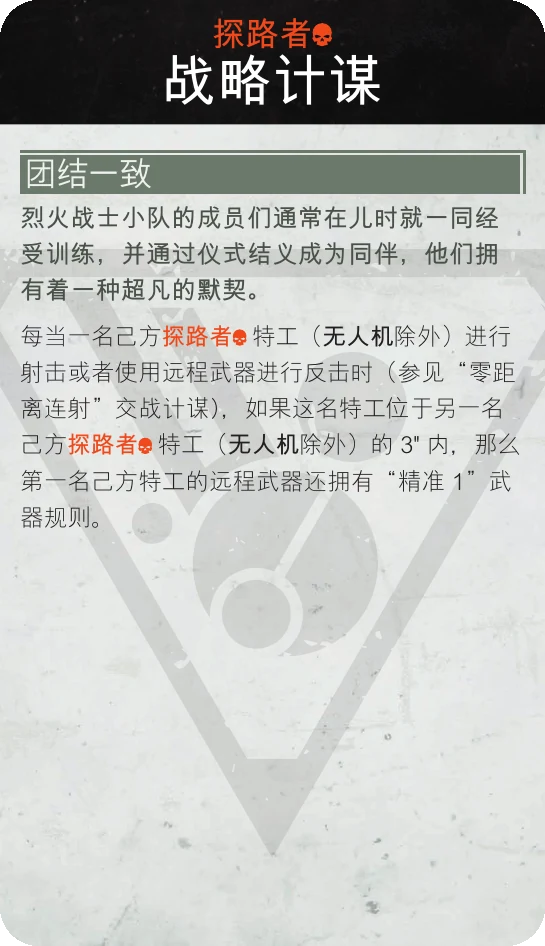 探路者
战略计谋
团结一致
烈火战士小队的成员们通常在儿时就一同经
受训练，并通过仪式结义成为同伴，他们拥
有着一种超凡的默契。
每当一名己方探路者特工（无人机除外）进行
射击或者使用远程武器进行反击时（参见“零距
离连射”交战计谋），如果这名特工位于另一名
己方探路者特工（无人机除外）的 3" 内，那么
第一名己方特工的远程武器还拥有“精准 1”武
器规则。